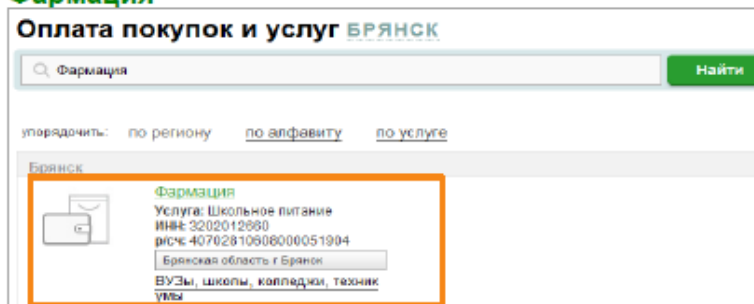 Фармация
Оплата покупок и услуг БРЯНСК
Фармация
Найти
упорядочить: по региону по алфавиту по услуге
Брянск
Фармация
Услуга: Школьное питание
ИНН: 3202012660
р/сч: 40702810608000051904
Брянская область г Брянск
ВУЗы, школы, колледжи, техник
умы